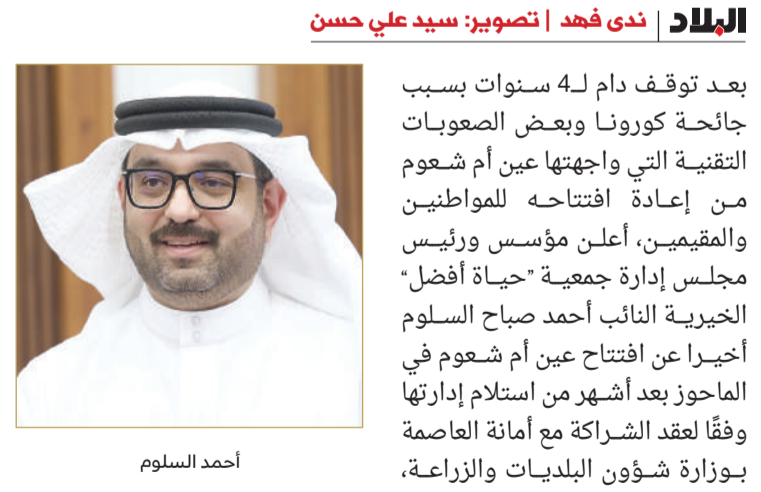 البلاد | ندى فهد | تصوير: سيد علي حسن
بعد توقف دام لـ4 سنوات بسبب
جائحة كورونا وبعض الصعوبات
التقنية التي واجهتها عين أم شعوم
من إعادة افتتاحه للمواطنين
والمقيمين، أعلن مؤسس ورئيس
مجلس إدارة جمعية ”حياة أفضل“
الخيرية النائب أحمد صباح السلوم
أخيرا عن افتتاح عين أم شعوم في
الماحوز بعد أشهر من استلام إدارتها
وفقًا لعقد الشراكة مع أمانة العاصمة
بوزارة شؤون البلديات والزراعة،
أحمد السلوم